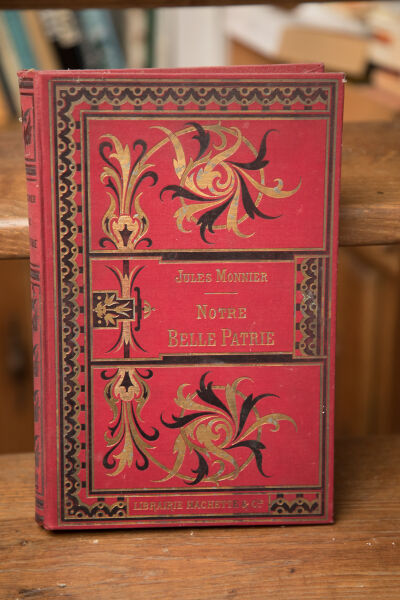 JULES MONNIER
NOTRE
BELLE PATRIE
LIBRAIRIE HACHETTE & Cie